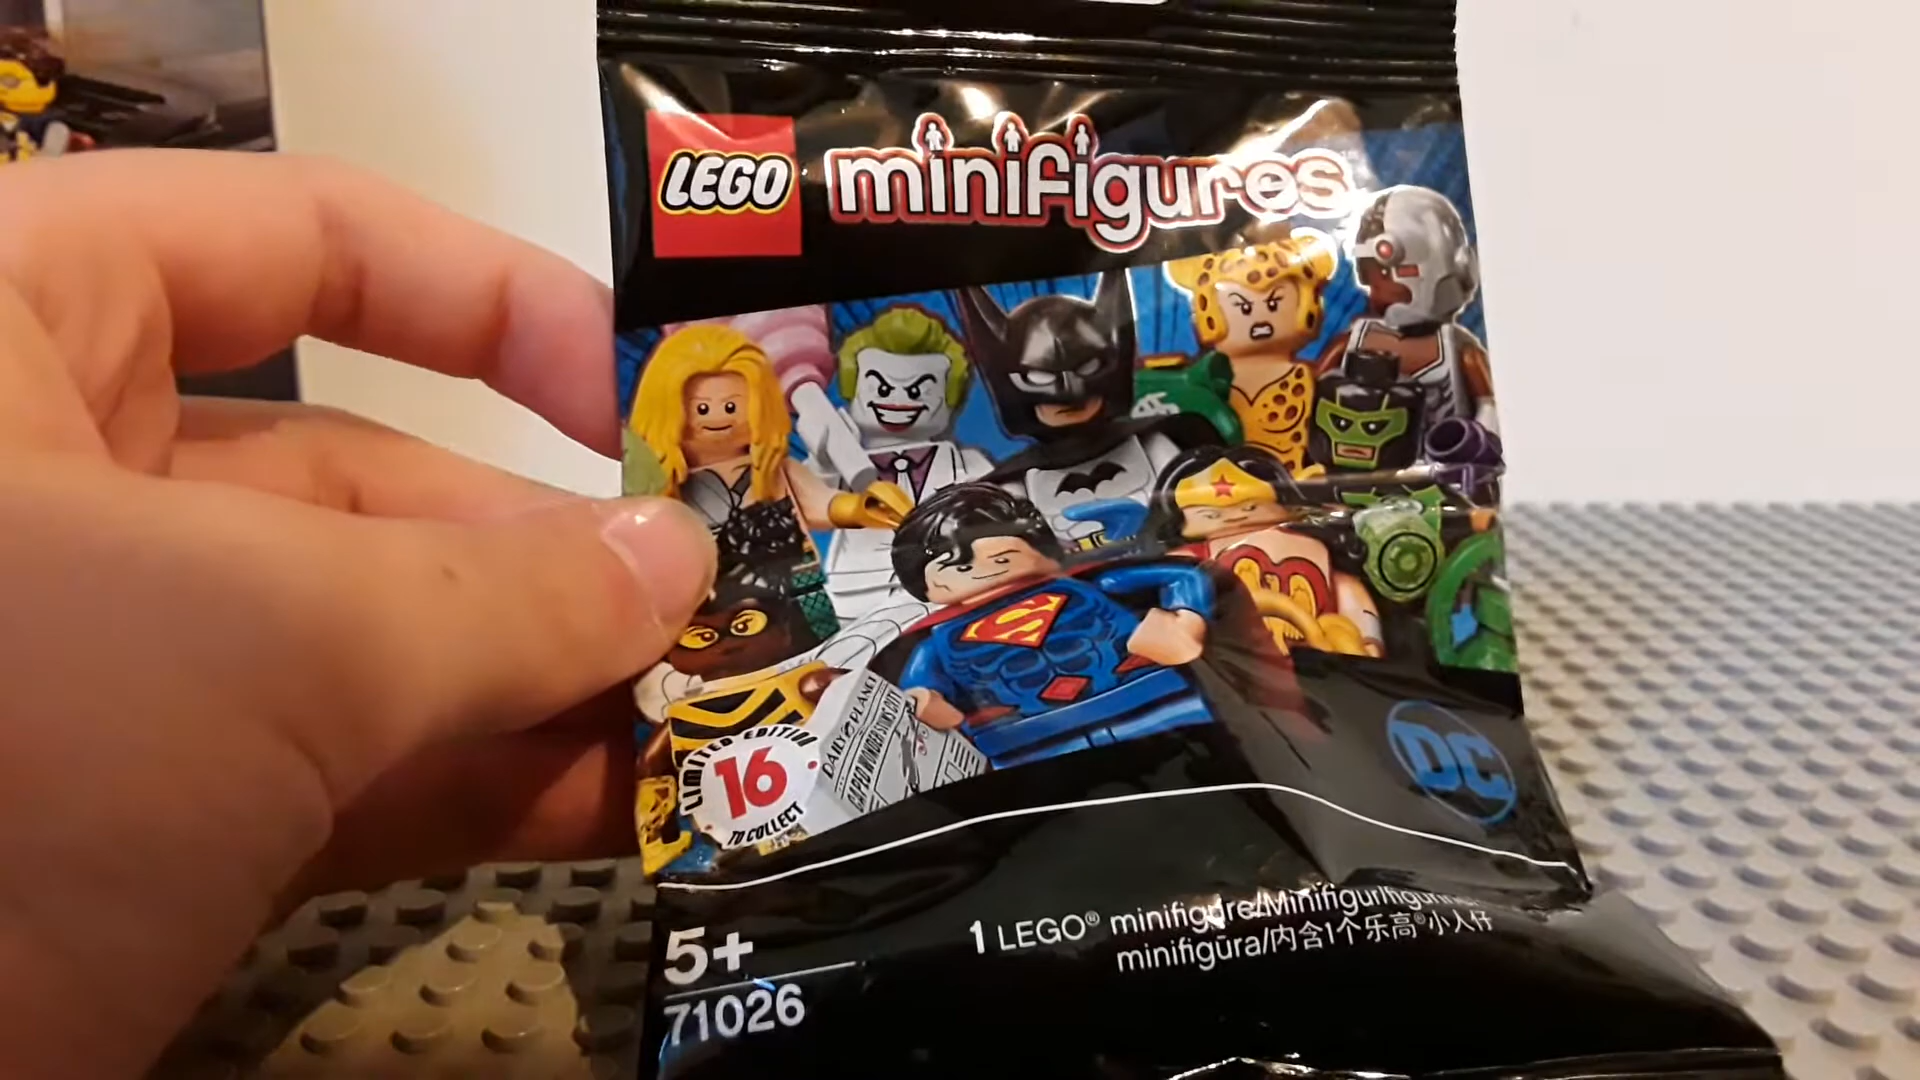 LEGO
minifigures
S
DAILY PLANET
LIMITED EDITION
16
TO COLLECT
DC
5+
71026
1 LEGO® minifigure/Minifigur/figurine
minifigūra/内含1个乐高®小人仔